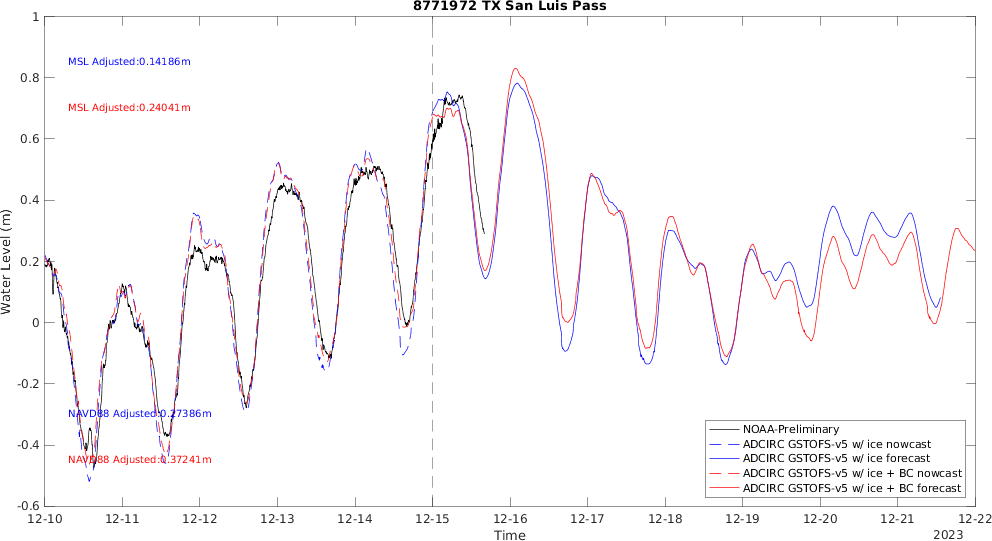 8771972 TX San Luis Pass
1
0.8
0.6
0.4
0.2
0
-0.2
-0.4
-0.6
Water Level (m)
MSL Adjusted:0.14186m
MSL Adjusted:0.24041m
NAVD88 Adjusted:0.27386m
NAVD88 Adjusted:0.37241m
NOAA-Preliminary
ADCIRC GSTOFS-v5 w/ ice nowcast
ADCIRC GSTOFS-v5 w/ ice forecast
ADCIRC GSTOFS-v5 w/ ice + BC nowcast
ADCIRC GSTOFS-v5 w/ ice + BC forecast
12-10 12-11 12-12 12-13 12-14 12-15 12-16 12-17 12-18 12-19 12-20 12-21 12-22
Time
2023